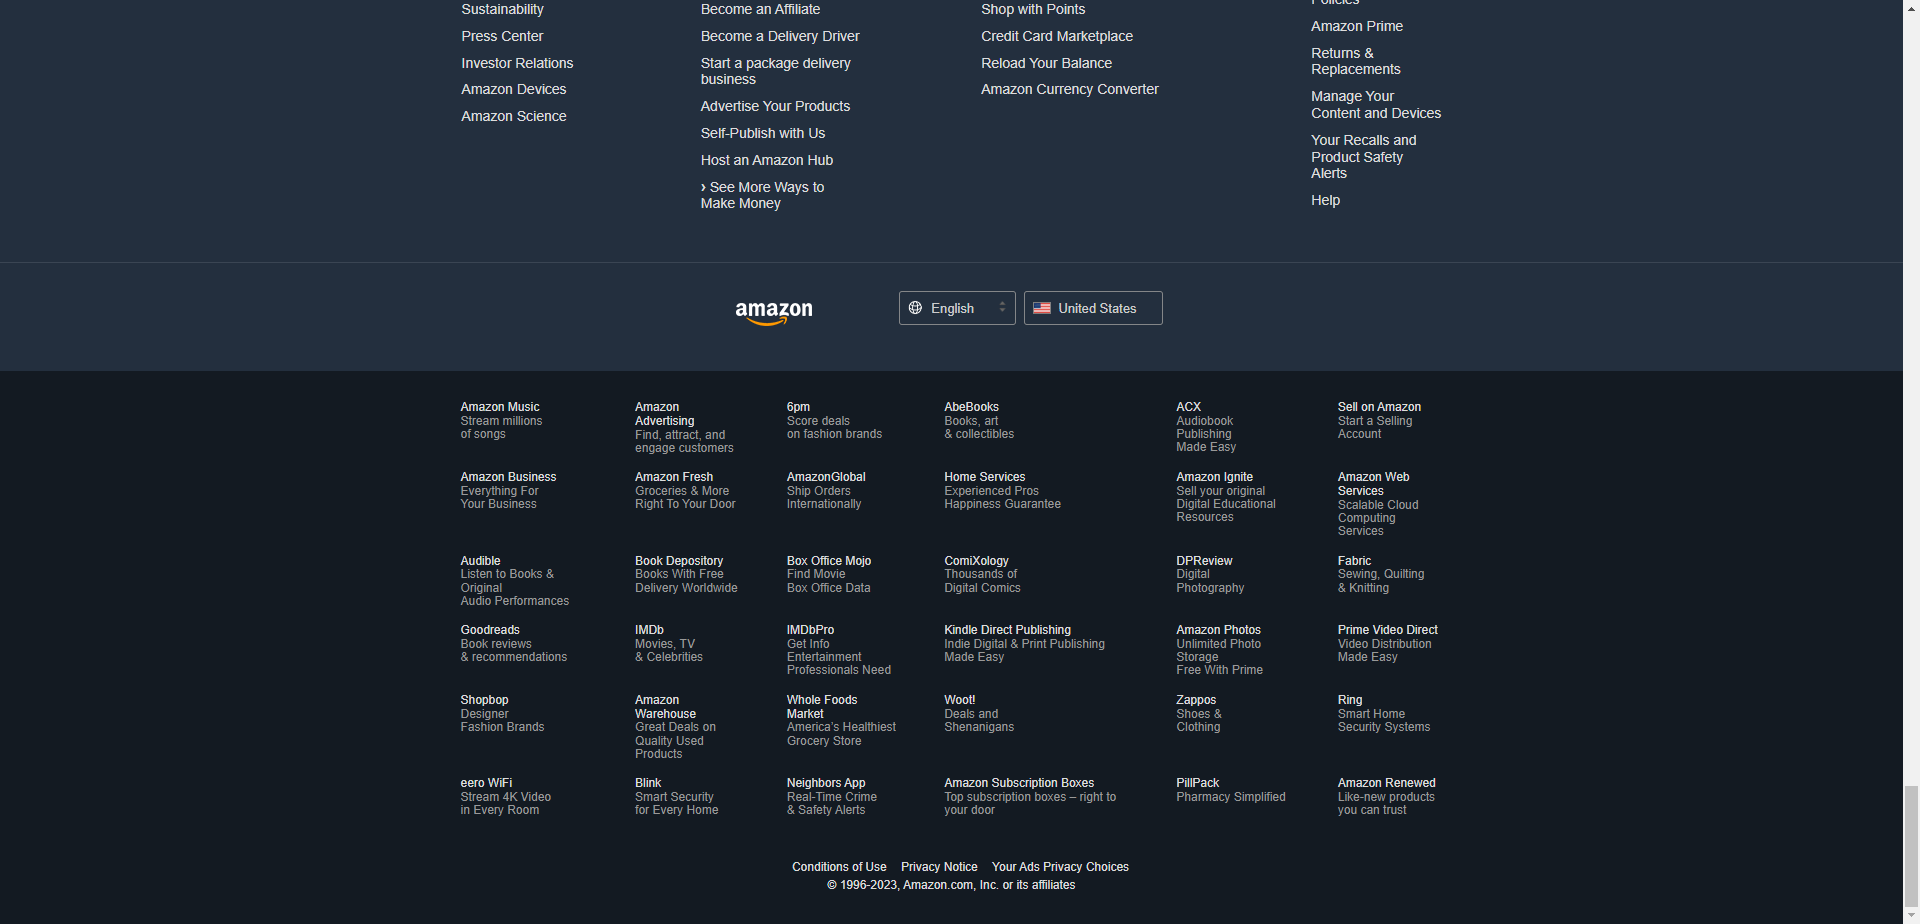 Sustainability
Press Center
Investor Relations
Amazon Devices
Amazon Science
Become an Affiliate
Become a Delivery Driver
Start a package delivery
business
Advertise Your Products
Self-Publish with Us
Host an Amazon Hub
› See More Ways to
Make Money
Shop with Points
Credit Card Marketplace
Reload Your Balance
Amazon Currency Converter
Policies
Amazon Prime
Returns &
Replacements
Manage Your
Content and Devices
Your Recalls and
Product Safety
Alerts
Help
amazon
English
United States
Amazon Music
Stream millions
of songs
Amazon
Advertising
Find, attract, and
engage customers
6pm
Score deals
on fashion brands
AbeBooks
Books, art
& collectibles
ACX
Audiobook
Publishing
Made Easy
Sell on Amazon
Start a Selling
Account
Amazon Business
Everything For
Your Business
Amazon Fresh
Groceries & More
Right To Your Door
AmazonGlobal
Ship Orders
Internationally
Home Services
Experienced Pros
Happiness Guarantee
Amazon Ignite
Sell your original
Digital Educational
Resources
Amazon Web
Services
Scalable Cloud
Computing
Services
Audible
Listen to Books &
Original
Audio Performances
Book Depository
Books With Free
Delivery Worldwide
Box Office Mojo
Find Movie
Box Office Data
ComiXology
Thousands of
Digital Comics
DPReview
Digital
Photography
Fabric
Sewing, Quilting
& Knitting
Goodreads
Book reviews
& recommendations
IMDb
Movies, TV
& Celebrities
IMDbPro
Get Info
Entertainment
Professionals Need
Kindle Direct Publishing
Indie Digital & Print Publishing
Made Easy
Amazon Photos
Unlimited Photo
Storage
Free With Prime
Prime Video Direct
Video Distribution
Made Easy
Shopbop
Designer
Fashion Brands
Amazon
Warehouse
Great Deals on
Quality Used
Products
Whole Foods
Market
America’s Healthiest
Grocery Store
Woot!
Deals and
Shenanigans
Zappos
Shoes &
Clothing
Ring
Smart Home
Security Systems
eero WiFi
Stream 4K Video
in Every Room
Blink
Smart Security
for Every Home
Neighbors App
Real-Time Crime
& Safety Alerts
Amazon Subscription Boxes
Top subscription boxes – right to
your door
PillPack
Pharmacy Simplified
Amazon Renewed
Like-new products
you can trust
Conditions of Use Privacy Notice Your Ads Privacy Choices
© 1996-2023, Amazon.com, Inc. or its affiliates